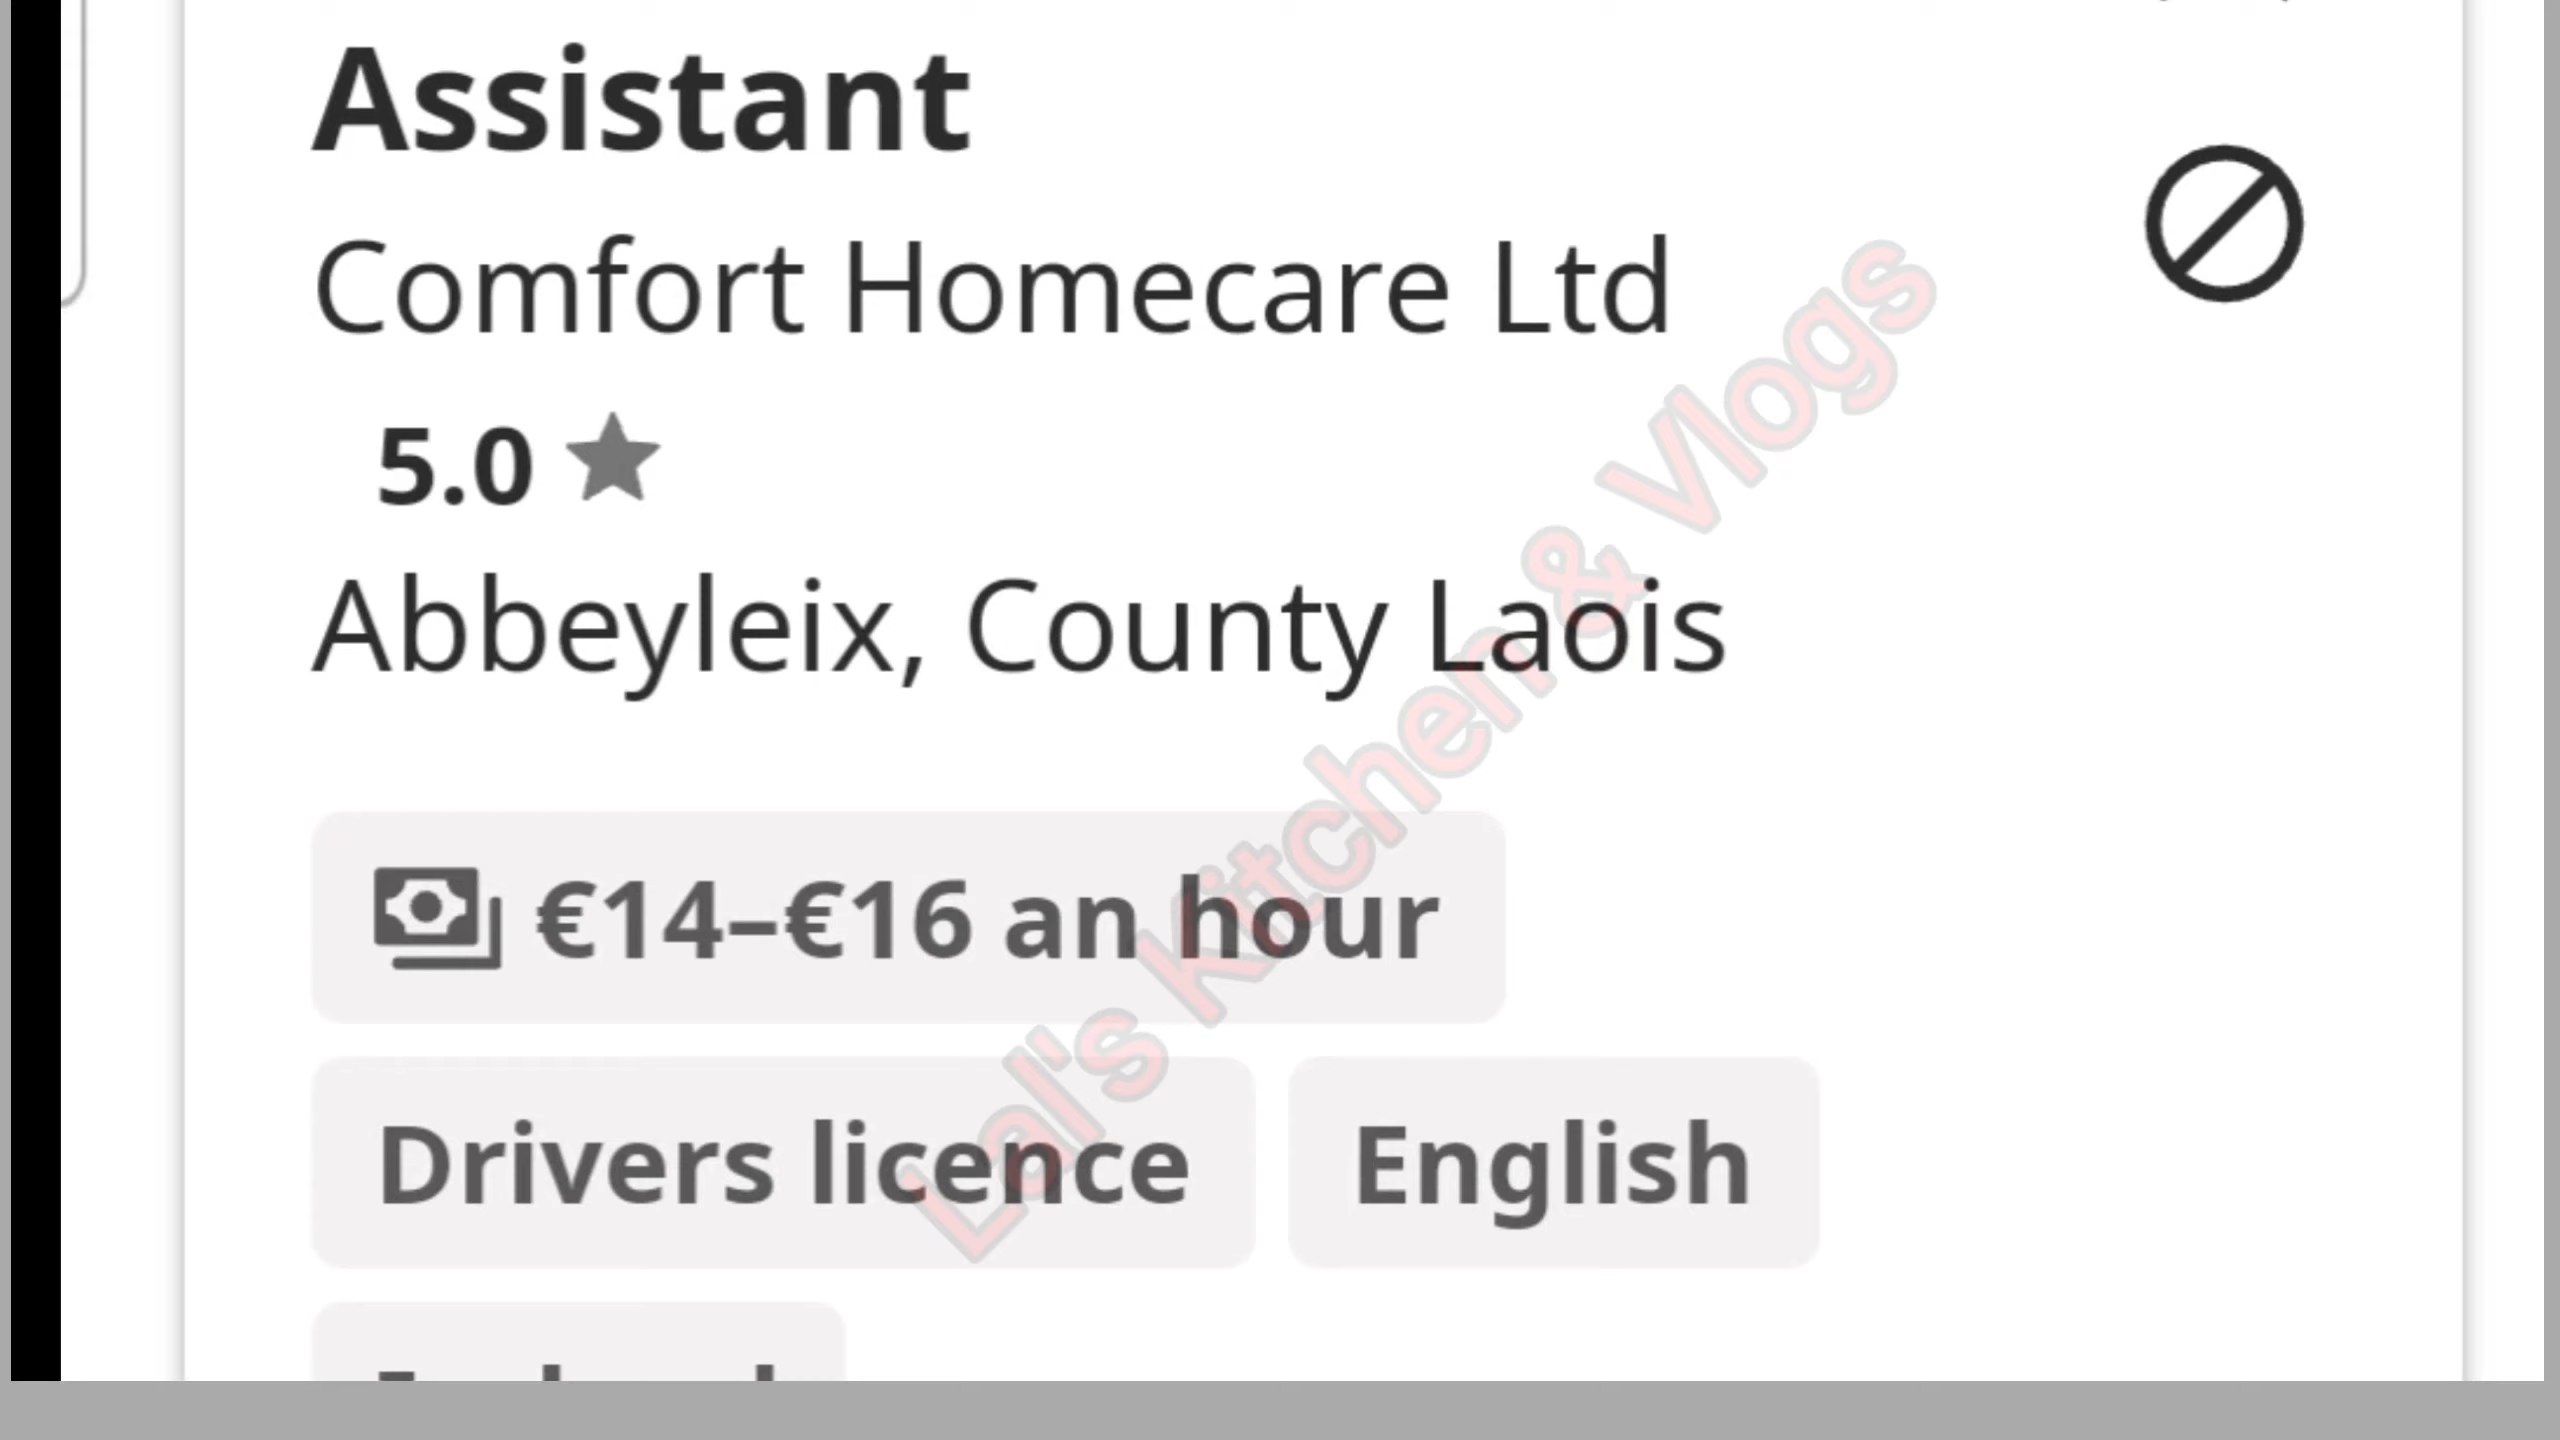 Assistant
Comfort Homecare Ltd
5.0
Abbeyleix, County Laois
€14–€16 an hour
Drivers licence
English
Lal's Kitchen & Vlogs